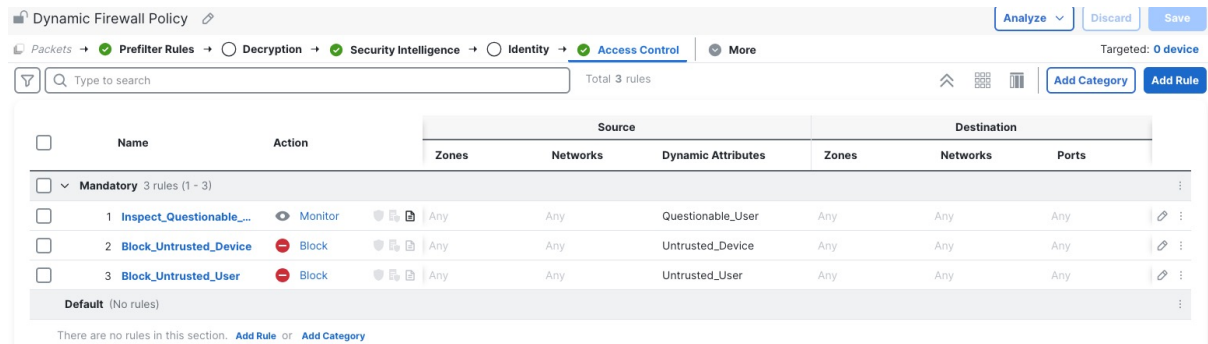 Dynamic Firewall Policy Analyze Discard Save
Packets → Prefilter Rules → Decryption → Security Intelligence → Identity → Access Control More Targeted: 0 device
Type to search Total 3 rules Add Category Add Rule
Source Destination
Name Action Zones Networks Dynamic Attributes Zones Networks Ports
Mandatory 3 rules (1 - 3)
1 Inspect_Questionable_... Monitor Any Any Questionable_User Any Any Any
2 Block_Untrusted_Device Block Any Any Untrusted_Device Any Any Any
3 Block_Untrusted_User Block Any Any Untrusted_User Any Any Any
Default (No rules)
There are no rules in this section. Add Rule or Add Category